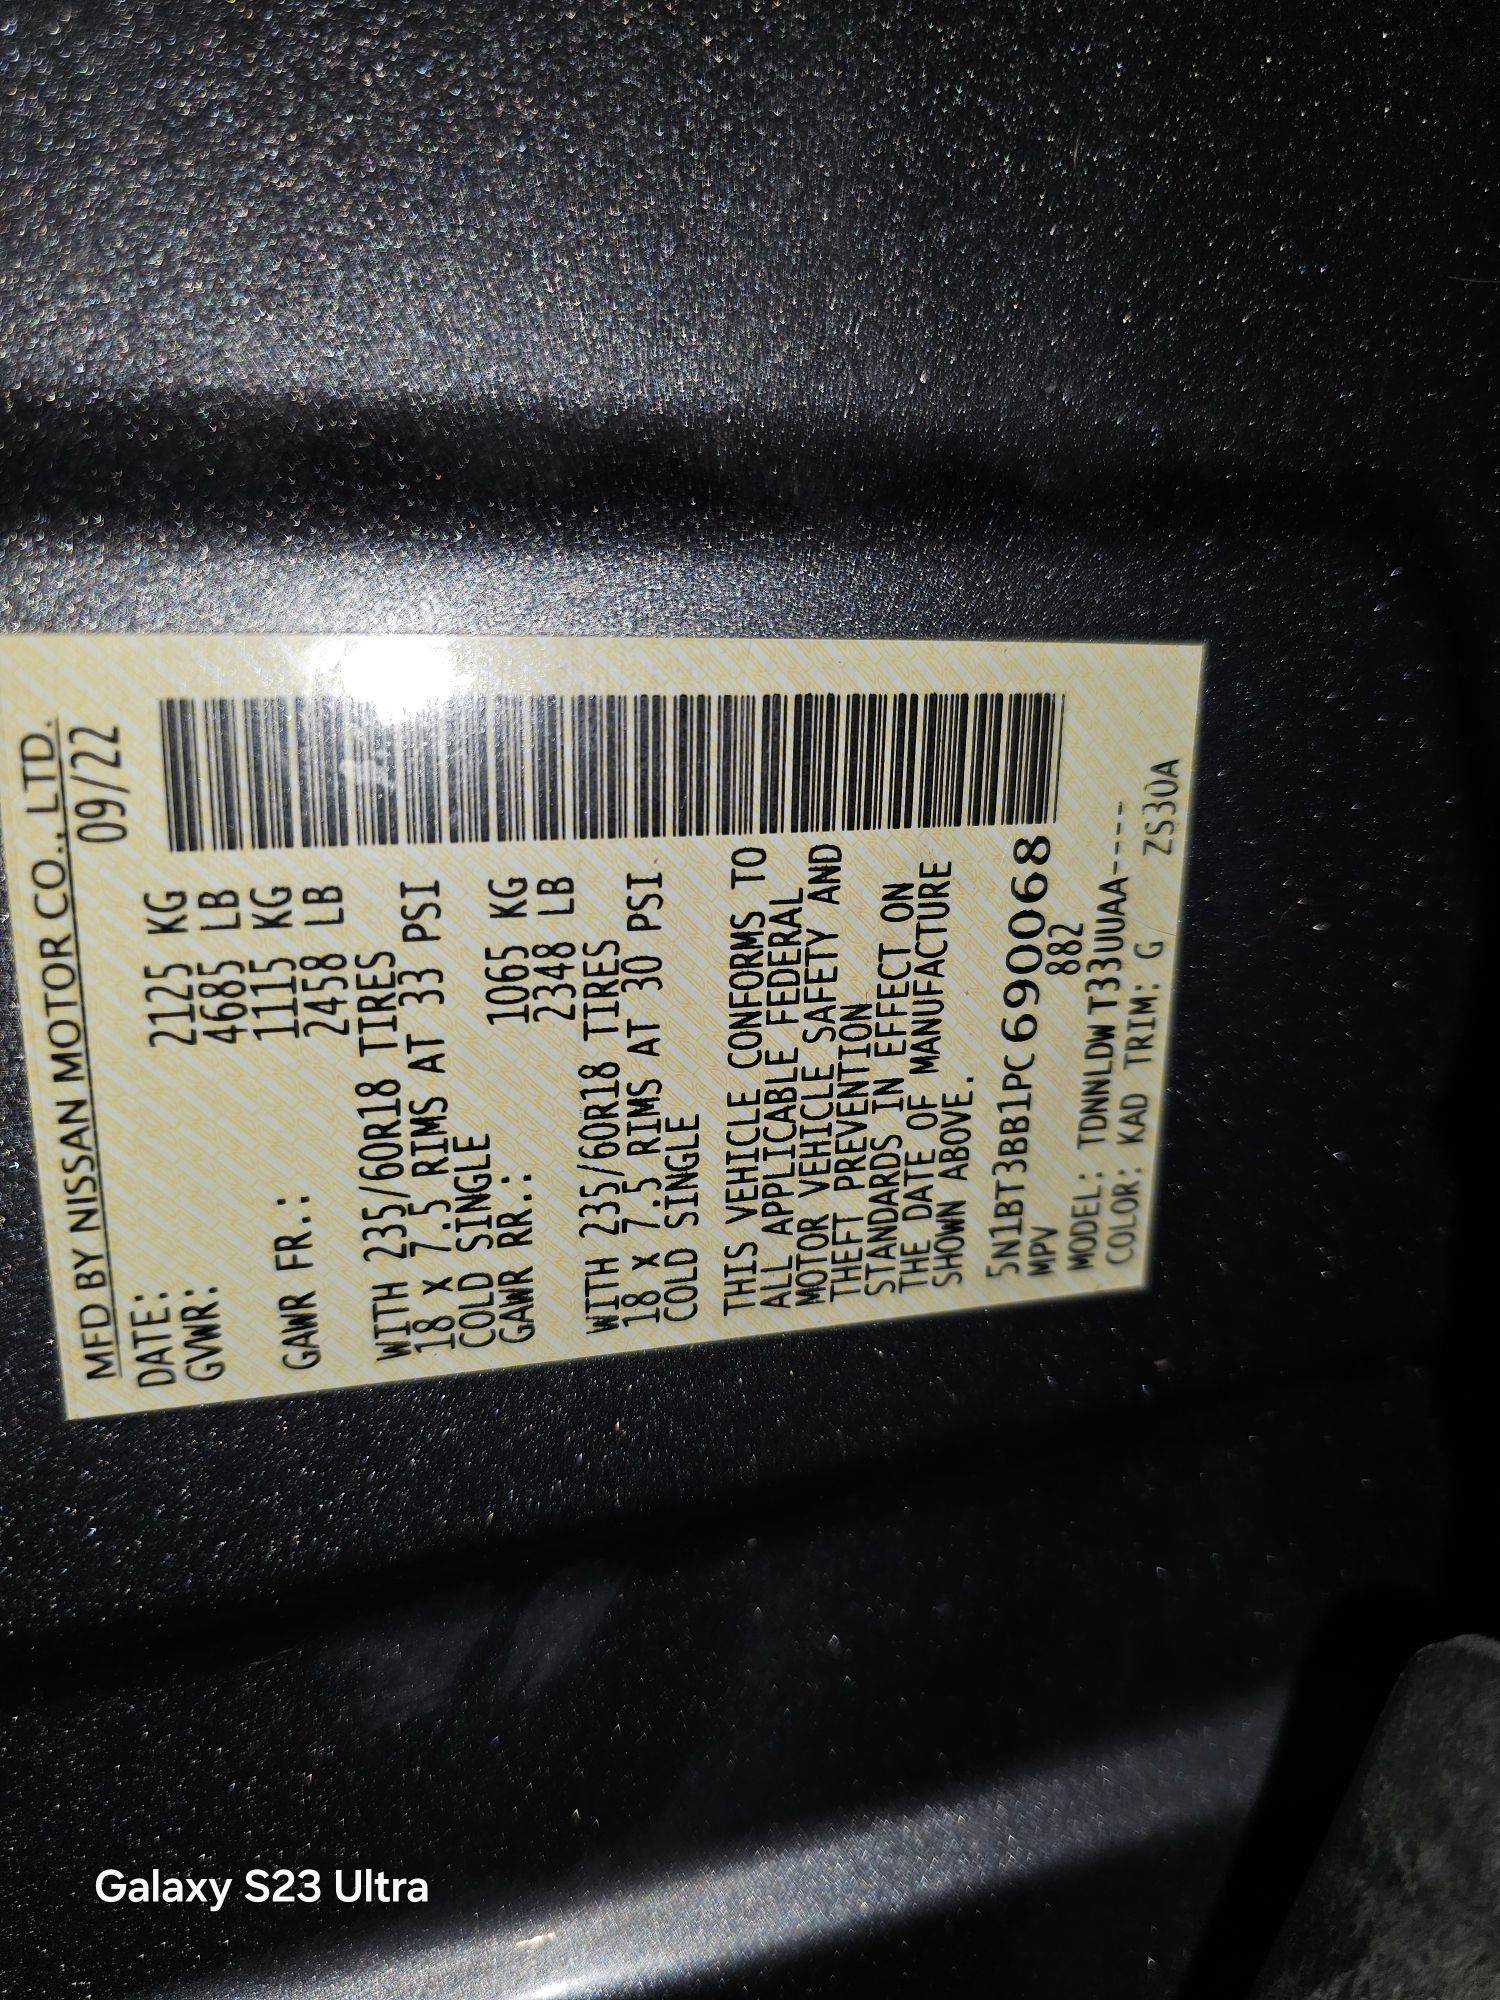 MFD BY NISSAN MOTOR CO., LTD.
DATE: 09/22
GVWR: 2125 KG
4685 LB
GAWR FR.: 1115 KG
2458 LB
WITH 235/60R18 TIRES
18 x 7.5 RIMS AT 33 PSI
COLD SINGLE
GAWR RR.: 1065 KG
2348 LB
WITH 235/60R18 TIRES
18 x 7.5 RIMS AT 30 PSI
COLD SINGLE
THIS VEHICLE CONFORMS TO
ALL APPLICABLE FEDERAL
MOTOR VEHICLE SAFETY AND
THEFT PREVENTION
STANDARDS IN EFFECT ON
THE DATE OF MANUFACTURE
SHOWN ABOVE.
5N1BT3BB1PC690068
MPV 882
MODEL: TDNNLDW T33UUAA----
COLOR: KAD TRIM: G ZS30A
Galaxy S23 Ultra